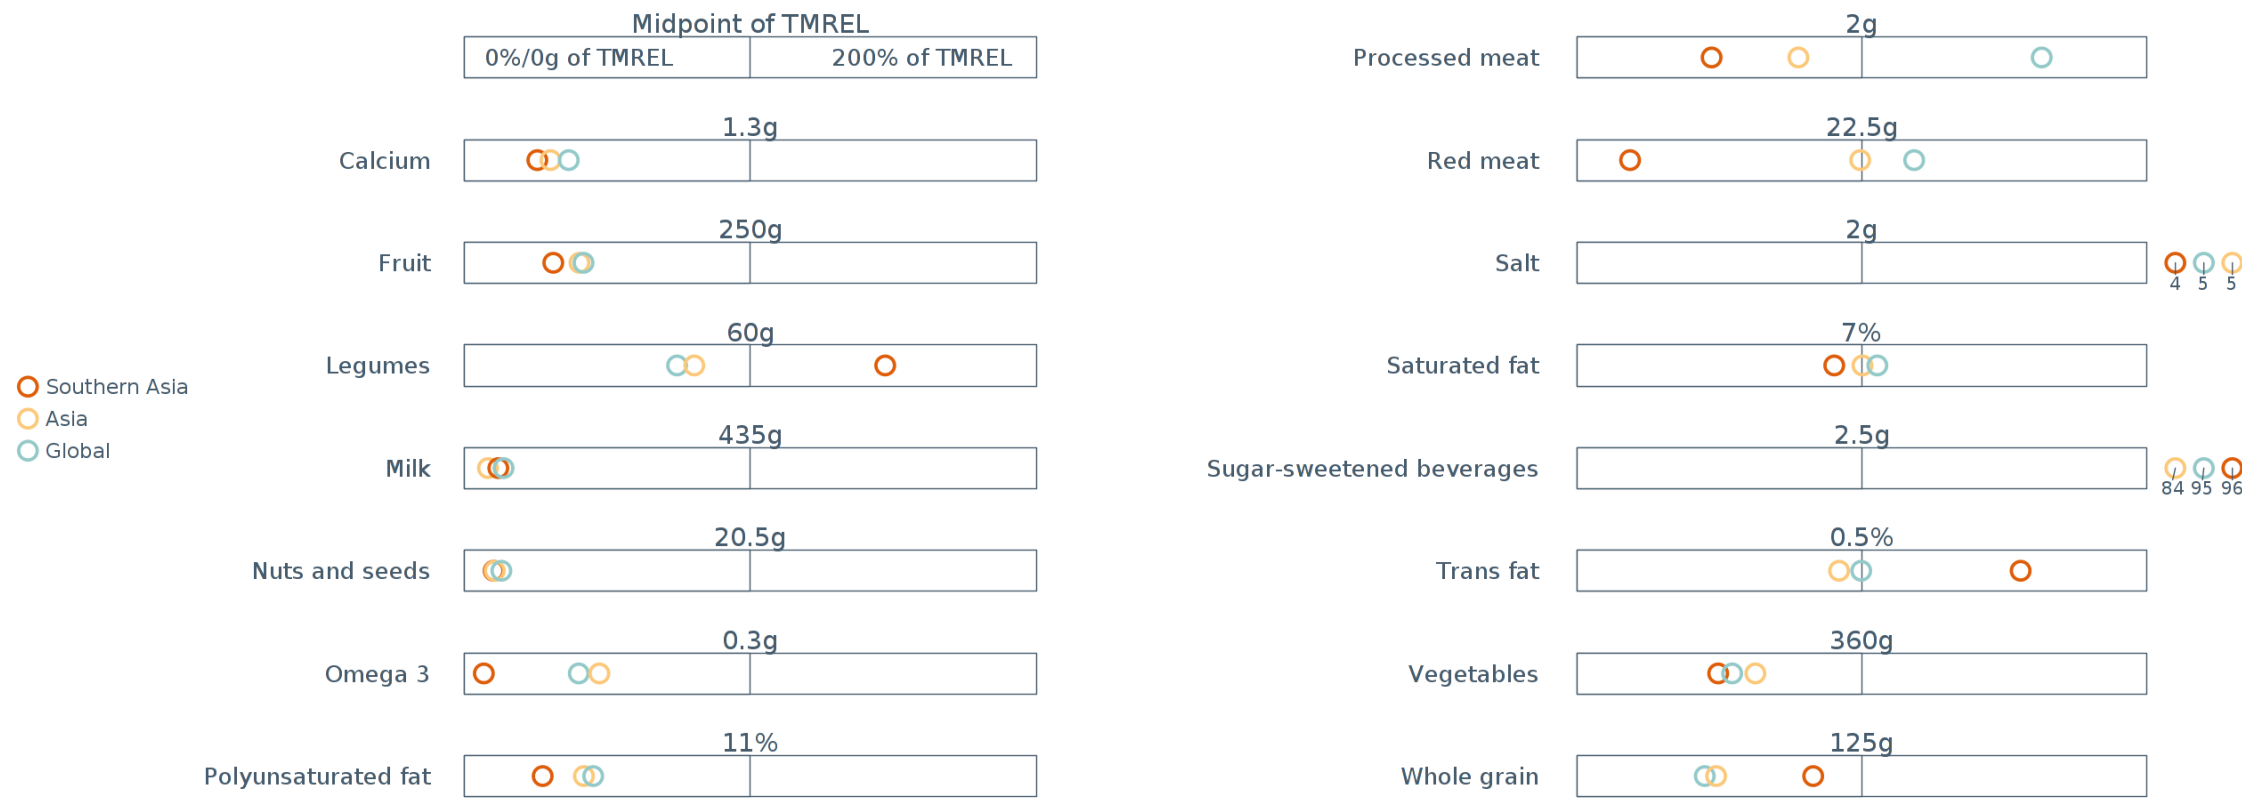 Midpoint of TMREL
0%/0g of TMREL 200% of TMREL
Calcium
1.3g
Fruit
250g
Legumes
60g
Milk
435g
Nuts and seeds
20.5g
Omega 3
0.3g
Polyunsaturated fat
11%
Southern Asia
Asia
Global
Processed meat
2g
Red meat
22.5g
Salt
2g
4 5 5
Saturated fat
7%
Sugar-sweetened beverages
2.5g
84 95 96
Trans fat
0.5%
Vegetables
360g
Whole grain
125g